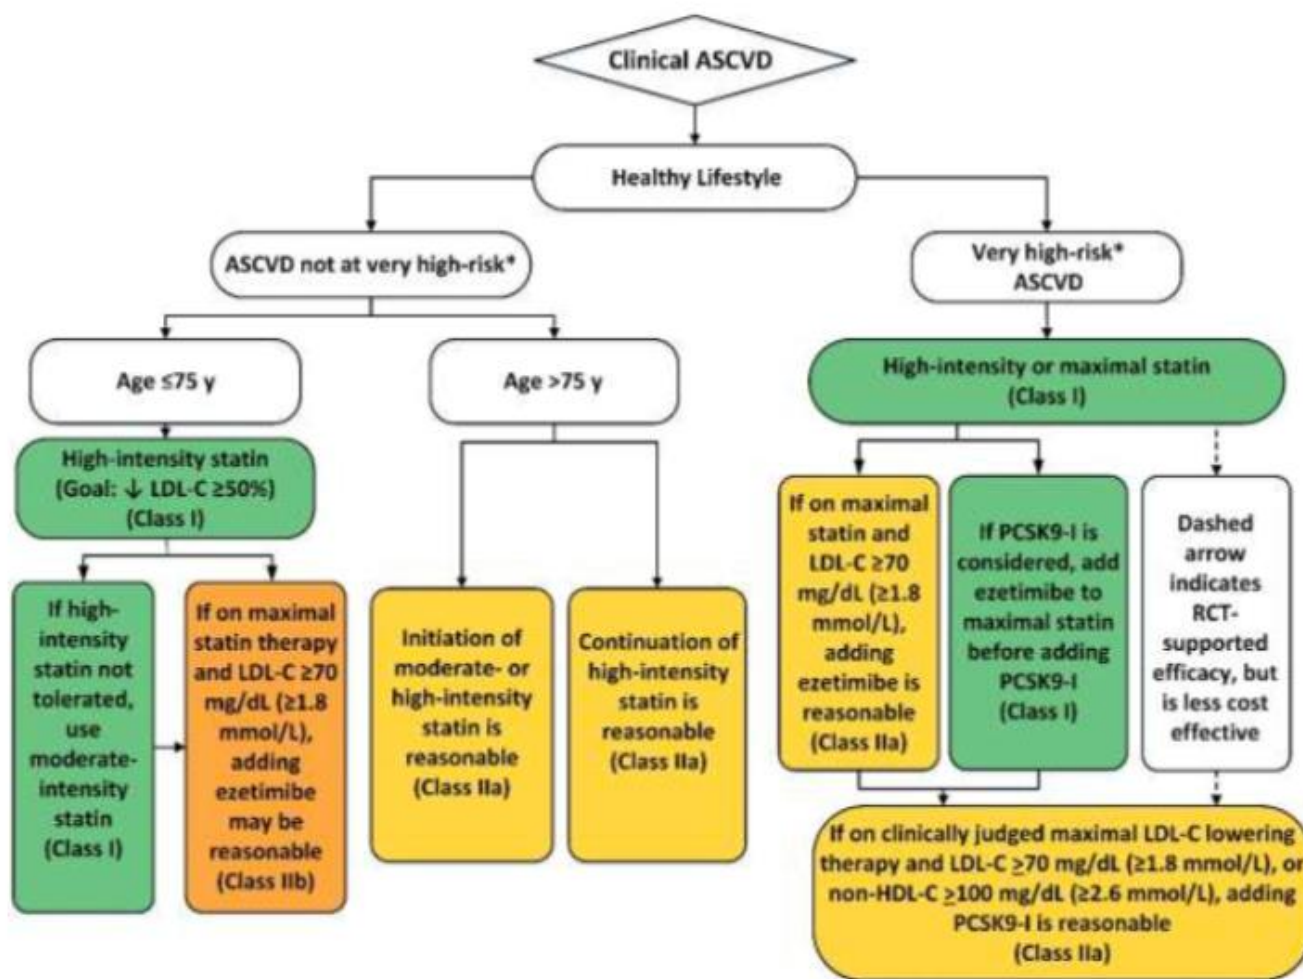 Clinical ASCVD
Healthy Lifestyle
ASCVD not at very high-risk*
Very high-risk*
ASCVD
Age ≤75 y
Age >75 y
High-intensity or maximal statin
(Class I)
High-intensity statin
(Goal: ↓ LDL-C ≥50%)
(Class I)
If high-
intensity
statin not
tolerated,
use
moderate-
intensity
statin
(Class I)
If on maximal
statin therapy
and LDL-C ≥70
mg/dL (≥1.8
mmol/L),
adding
ezetimibe
may be
reasonable
(Class IIb)
Initiation of
moderate- or
high-intensity
statin is
reasonable
(Class IIa)
Continuation of
high-intensity
statin is
reasonable
(Class IIa)
If on maximal
statin and
LDL-C ≥70
mg/dL (≥1.8
mmol/L),
adding
ezetimibe is
reasonable
(Class IIa)
If PCSK9-I is
considered, add
ezetimibe to
maximal statin
before adding
PCSK9-I
(Class I)
Dashed
arrow
indicates
RCT-
supported
efficacy, but
is less cost
effective
If on clinically judged maximal LDL-C lowering
therapy and LDL-C ≥70 mg/dL (≥1.8 mmol/L), or
non-HDL-C ≥100 mg/dL (≥2.6 mmol/L), adding
PCSK9-I is reasonable
(Class IIa)